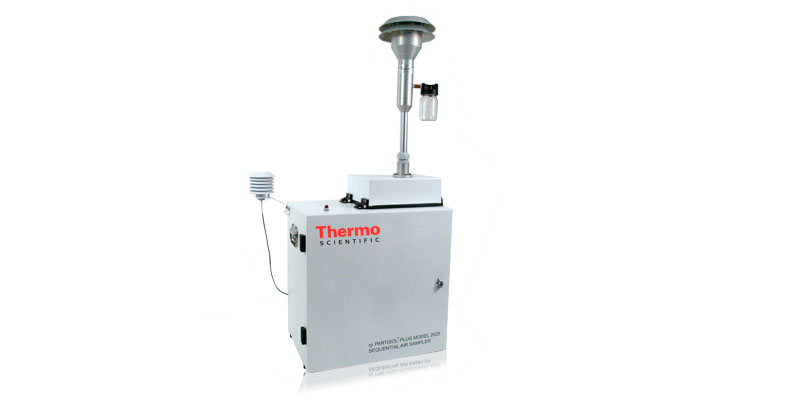 Thermo
SCIENTIFIC
PARTISOL® PLUS MODEL 2025
SEQUENTIAL AIR SAMPLER